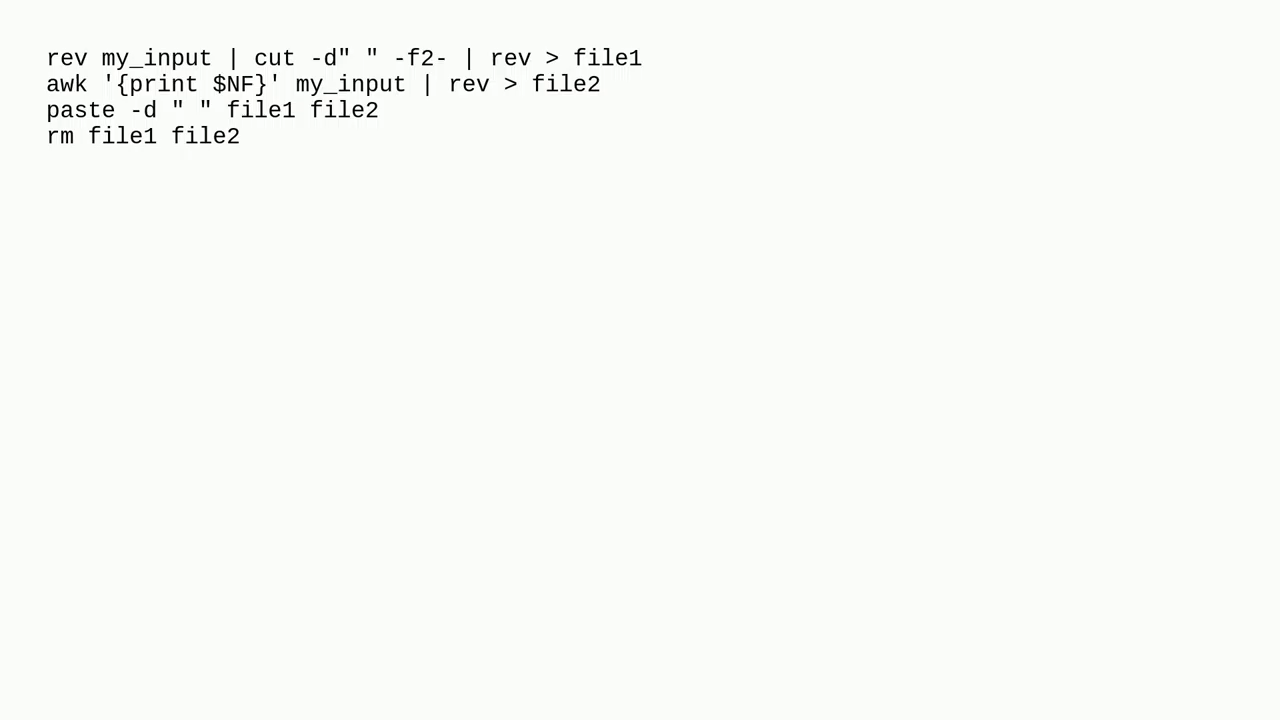 rev my_input | cut -d" " -f2- | rev > file1
awk '{print $NF}' my_input | rev > file2
paste -d " " file1 file2
rm file1 file2